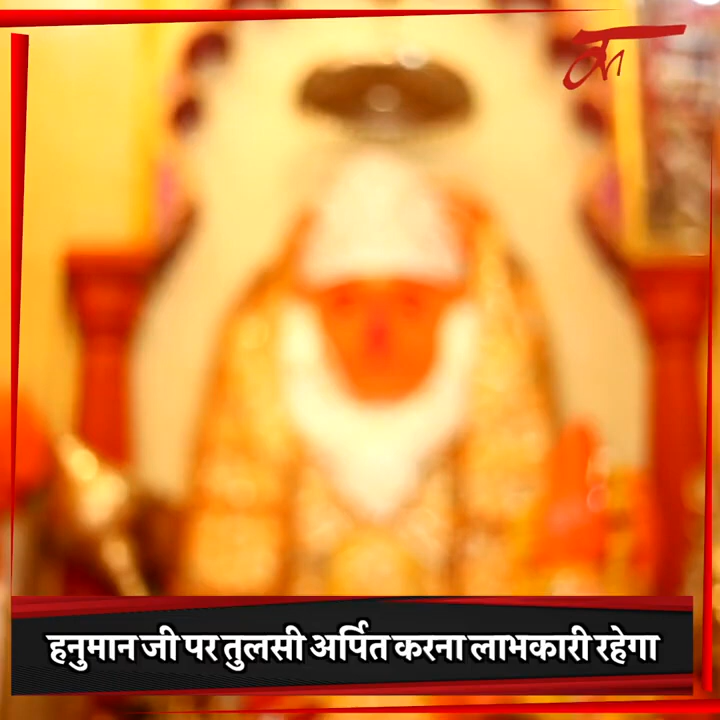 हनुमान जी पर तुलसी अर्पित करना लाभकारी रहेगा